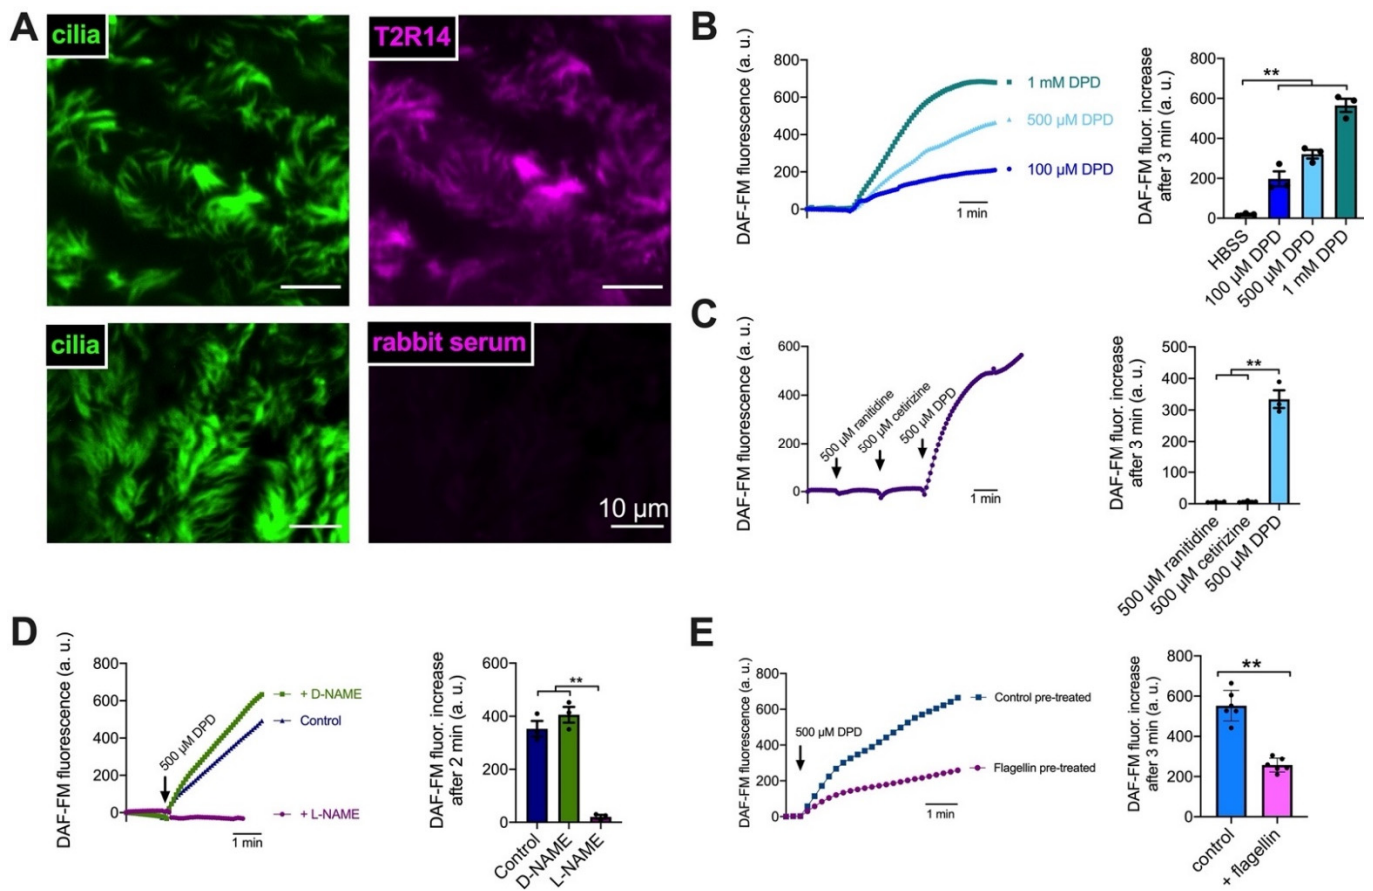 A
cilia
T2R14
cilia
rabbit serum
10 µm
B
DAF-FM fluorescence (a. u.)
800
600
400
200
0
1 mM DPD
500 µM DPD
100 µM DPD
1 min
DAF-FM fluor. increase
after 3 min (a. u.)
800
600
400
200
0
**
HBSS
100 µM DPD
500 µM DPD
1 mM DPD
C
DAF-FM fluorescence (a. u.)
600
400
200
0
500 µM ranitidine
500 µM cetirizine
500 µM DPD
1 min
DAF-FM fluor. increase
after 3 min (a. u.)
500
400
300
200
100
0
**
500 µM ranitidine
500 µM cetirizine
500 µM DPD
D
DAF-FM fluorescence (a. u.)
800
600
400
200
0
500 µM DPD
+ D-NAME
Control
+ L-NAME
1 min
DAF-FM fluor. increase
after 2 min (a. u.)
600
400
200
0
**
Control
D-NAME
L-NAME
E
DAF-FM fluorescence (a. u.)
800
600
400
200
0
500 µM DPD
Control pre-treated
Flagellin pre-treated
1 min
DAF-FM fluor. increase
after 3 min (a. u.)
800
600
400
200
0
**
control
+ flagellin